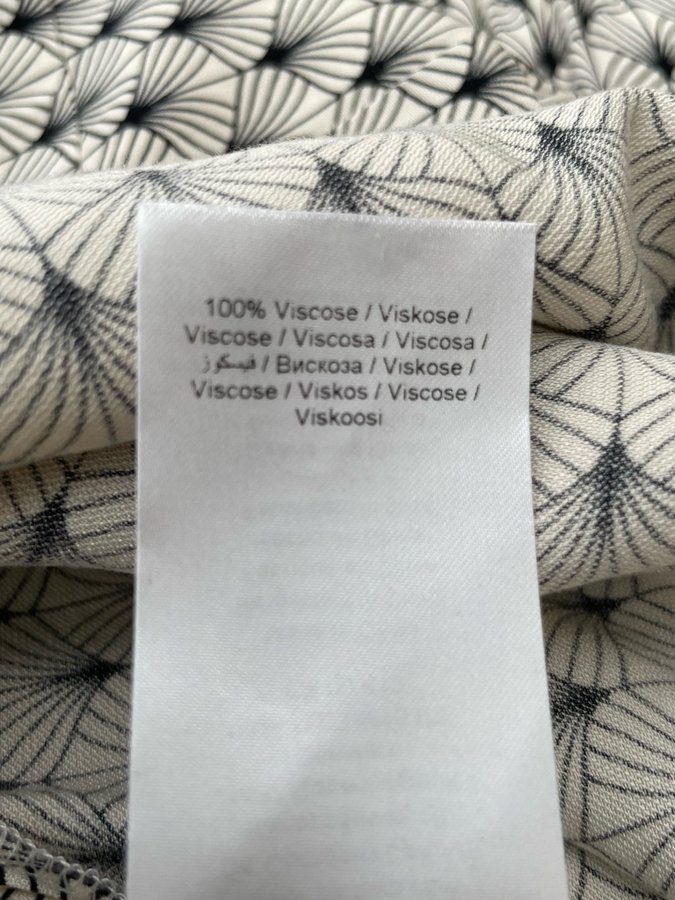 100% Viscose / Viskose /
Viscose / Viscosa / Viscosa /
فيسكوز / Вискоза / Viskose /
Viscose / Viskos / Viscose /
Viskoosi